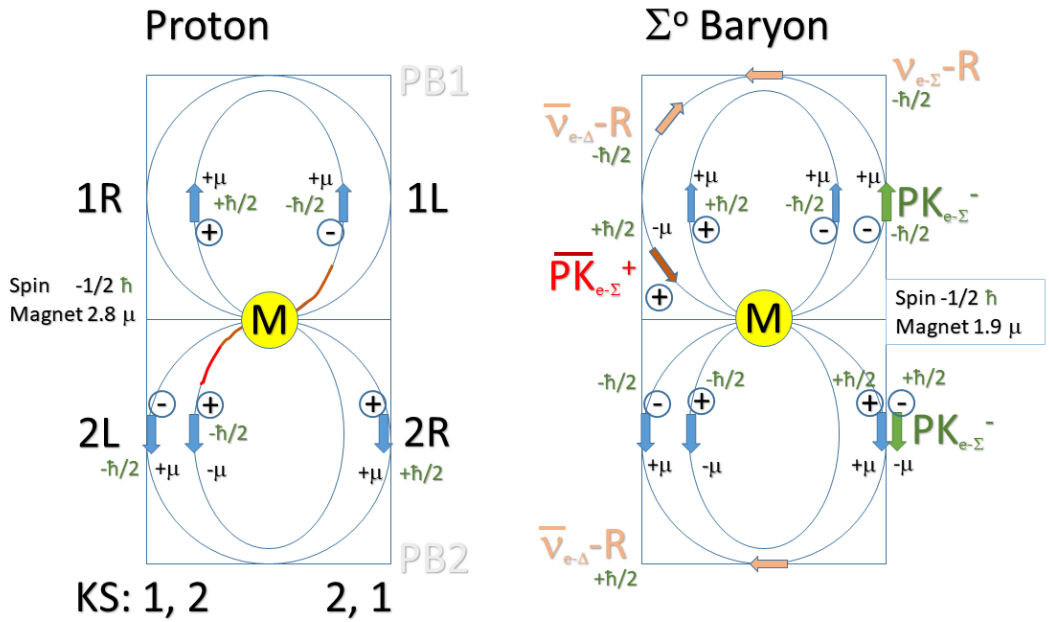 Proton
PB1
+μ
+μ
+ħ/2
-ħ/2
1R
1L
+
-
Spin -1/2 ħ
Magnet 2.8 μ
M
-
+
+
2L
-ħ/2
2R
-ħ/2
+μ
-μ
+μ
+ħ/2
PB2
KS: 1, 2
2, 1
Σº Baryon
νe-Σ-R
-ħ/2
ν̅e-Δ-R
-ħ/2
+μ
+μ
+μ
+ħ/2
-ħ/2
PKe-Σ-
+ħ/2
-μ
+
-
-
-ħ/2
P̅K̅e-Σ+
+
M
Spin -1/2 ħ
Magnet 1.9 μ
-ħ/2
-ħ/2
+ħ/2
+ħ/2
-
+
+
-
PKe-Σ-
+μ
-μ
+μ
-μ
ν̅e-Δ-R
+ħ/2